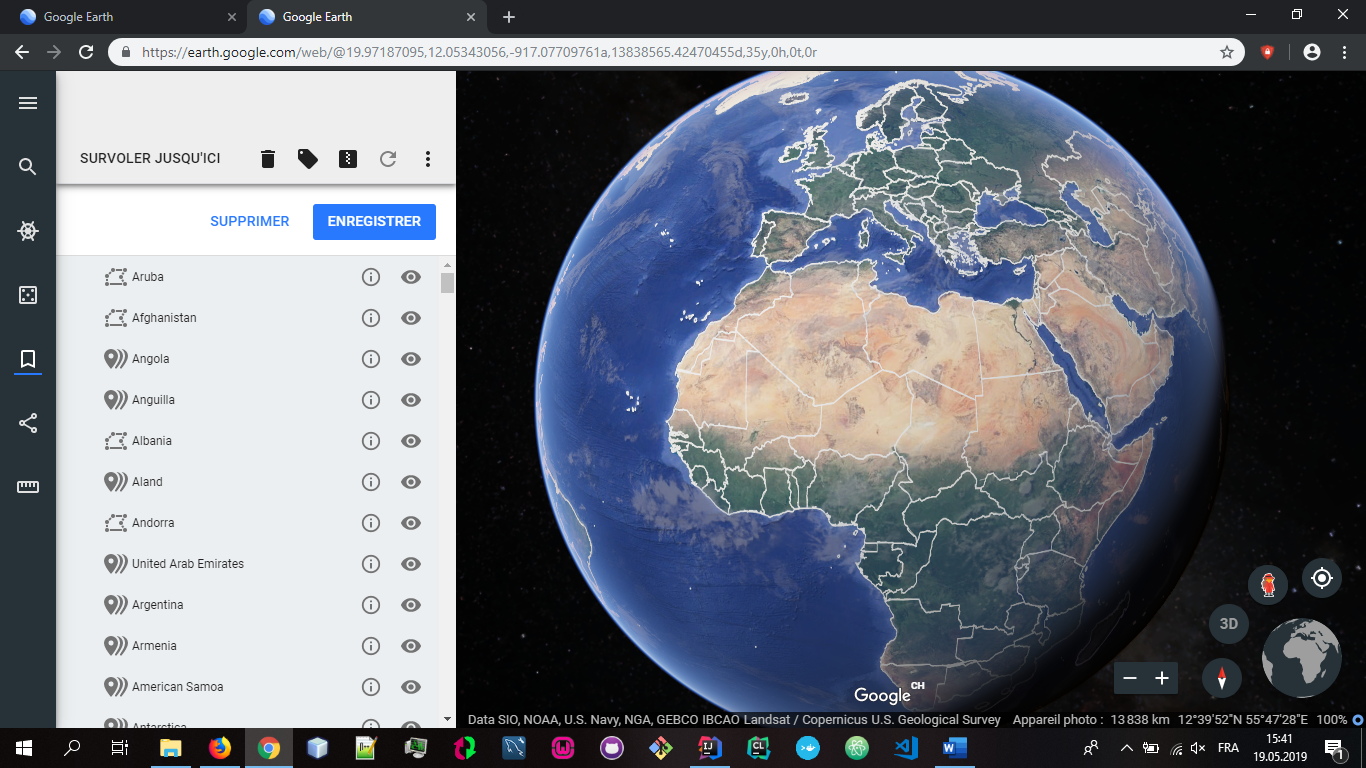 Google Earth
Google Earth
https://earth.google.com/web/@19.97187095,12.05343056,-917.07709761a,13838565.42470455d,35y,0h,0t,0r
SURVOLER JUSQU'ICI
SUPPRIMER
ENREGISTRER
Aruba
Afghanistan
Angola
Anguilla
Albania
Aland
Andorra
United Arab Emirates
Argentina
Armenia
American Samoa
Antarctica
3D
Google CH
Data SIO, NOAA, U.S. Navy, NGA, GEBCO IBCAO Landsat / Copernicus U.S. Geological Survey Appareil photo : 13 838 km 12°39'52"N 55°47'28"E 100%
IJ
CL
FRA
15:41
19.05.2019
1